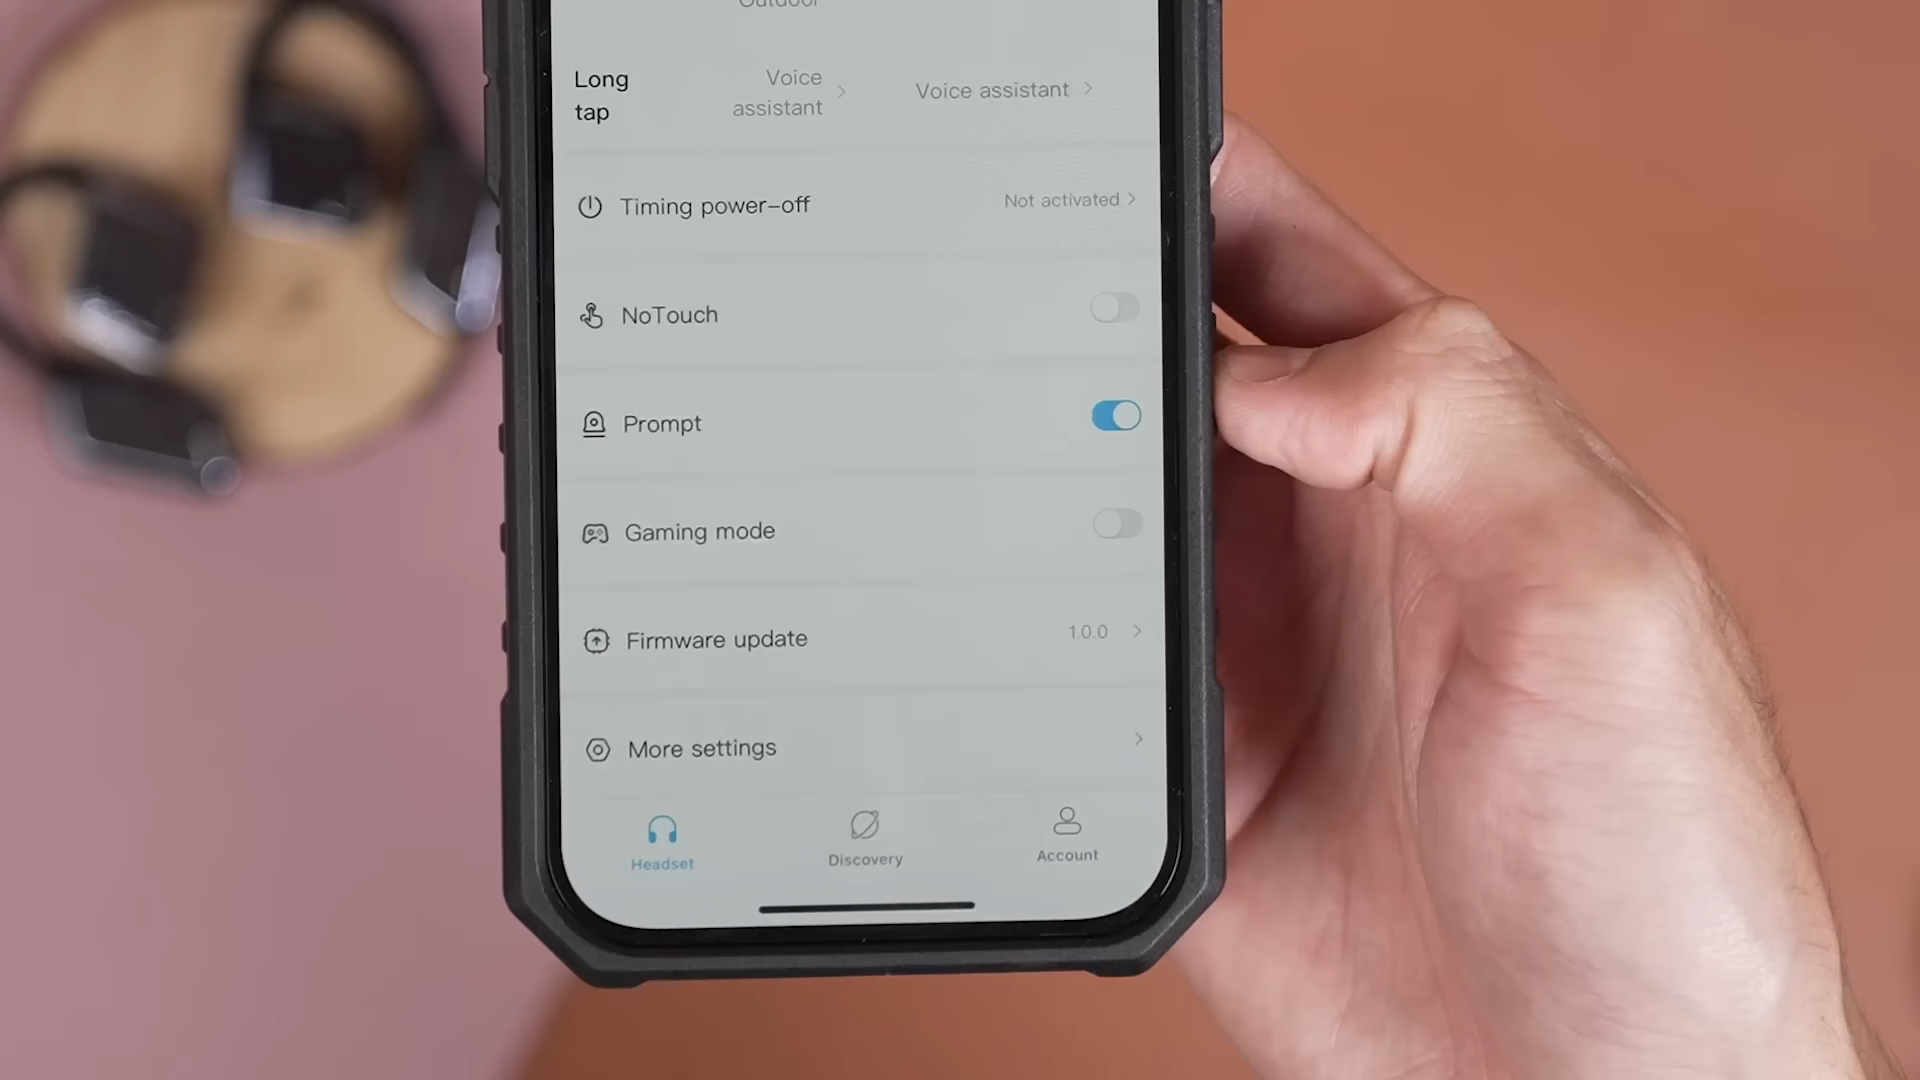 Outdoor
Long
tap
Voice
assistant
Voice assistant
Timing power-off
Not activated
NoTouch
Prompt
Gaming mode
Firmware update
1.0.0
More settings
Headset
Discovery
Account